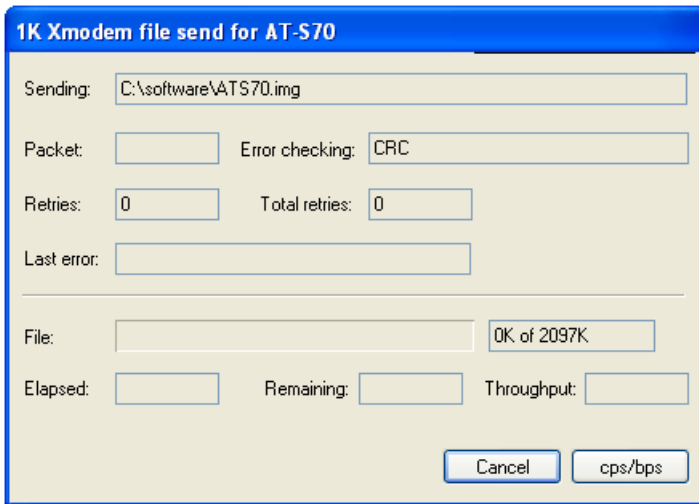 1K Xmodem file send for AT-S70
Sending: C:\software\ATS70.img
Packet: Error checking: CRC
Retries: 0 Total retries: 0
Last error:
File: 0K of 2097K
Elapsed: Remaining: Throughput:
Cancel cps/bps